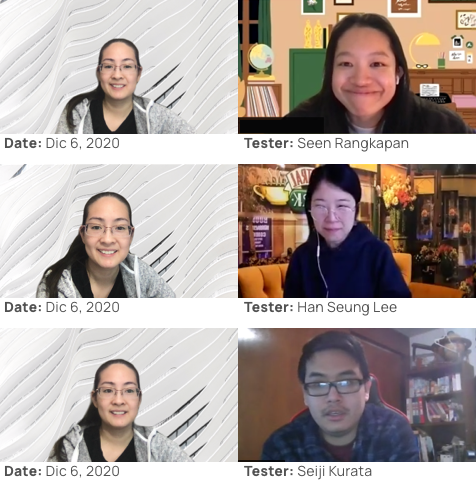 Date: Dic 6, 2020
Tester: Seen Rangkapan
Date: Dic 6, 2020
Tester: Han Seung Lee
Date: Dic 6, 2020
Tester: Seiji Kurata